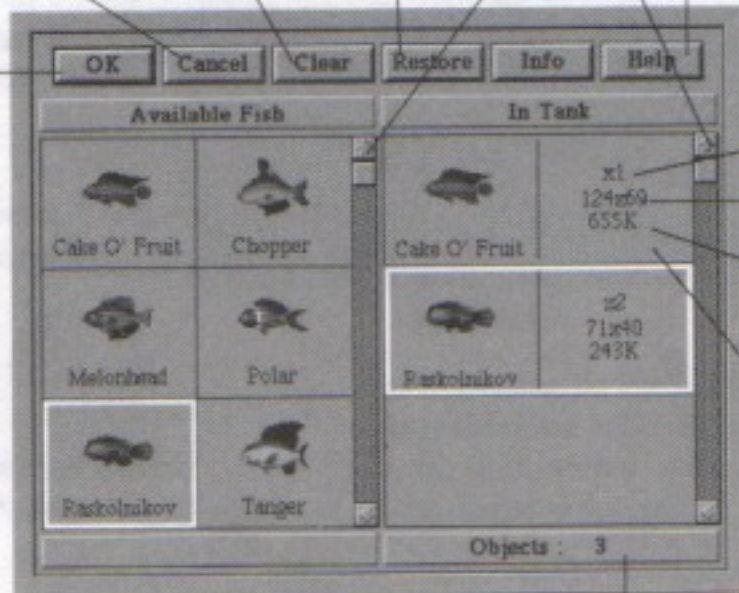 OK Cancel Clear Restore Info Help
Available Fish In Tank
Cake O' Fruit Chopper Cake O' Fruit x1
124x69
655K
Melonhead Polar Raskolnikov x2
71x40
243K
Raskolnikov Tanger
Objects : 3